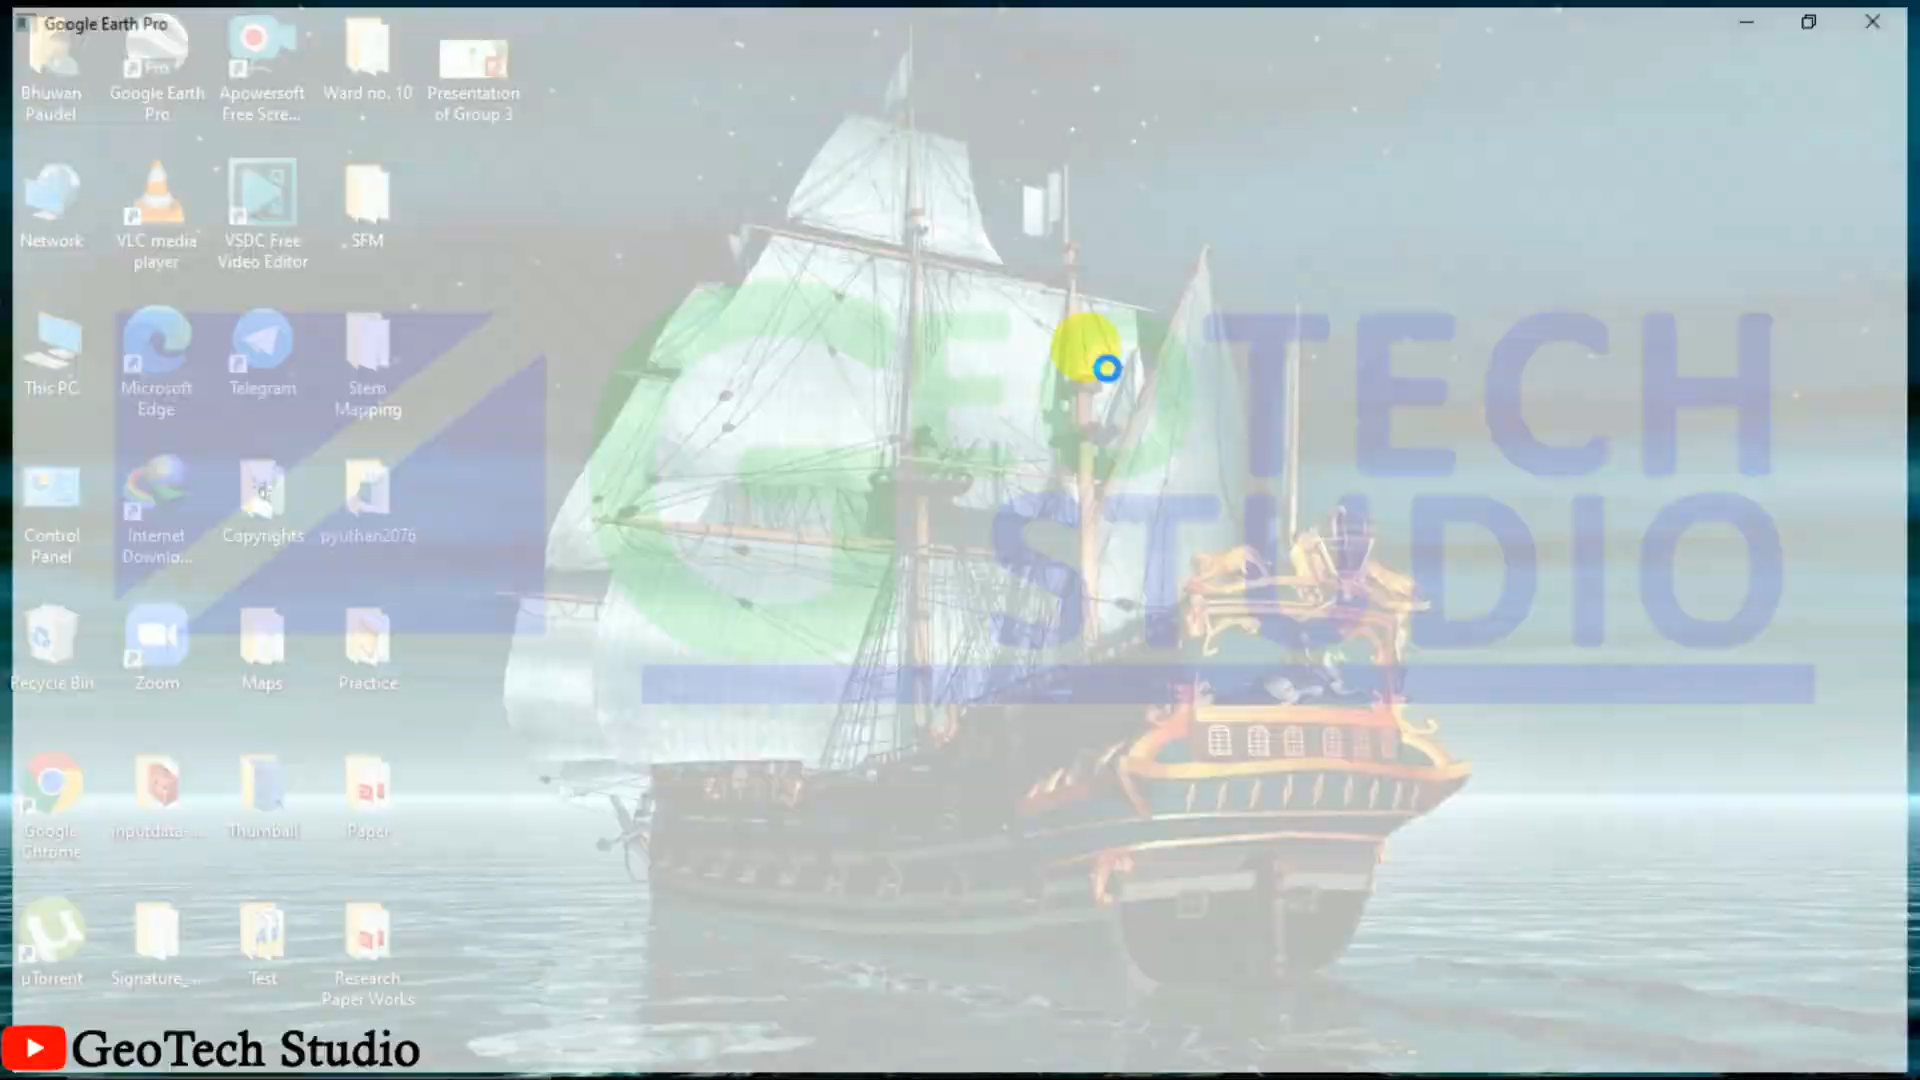 Google Earth Pro
Bhuwan
Paudel
Google Earth
Pro
Apowersoft
Free Scre...
Ward no. 10
Presentation
of Group 3
Network
VLC media
player
VSDC Free
Video Editor
SFM
This PC
Microsoft
Edge
Telegram
Stem
Mapping
Control
Panel
Internet
Downlo...
Copyrights
pyuthan2076
Recycle Bin
Zoom
Maps
Practice
Google
Chrome
inputdata-...
Thumbail
Paper
µTorrent
Signature_...
Test
Research
Paper Works
GEOTECH
STUDIO
GeoTech Studio